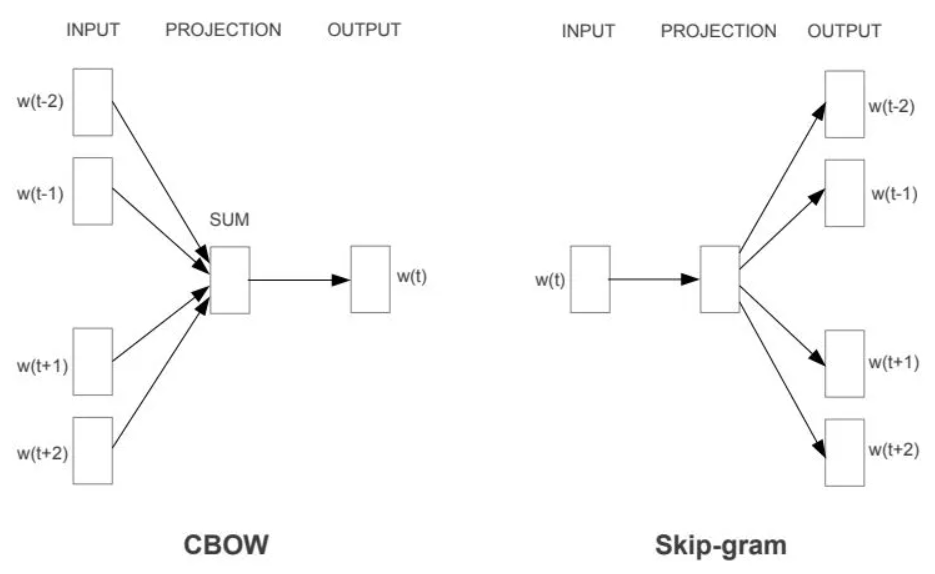 INPUT PROJECTION OUTPUT
w(t-2)
w(t-1)
SUM
w(t)
w(t+1)
w(t+2)
CBOW
INPUT PROJECTION OUTPUT
w(t-2)
w(t-1)
w(t)
w(t+1)
w(t+2)
Skip-gram